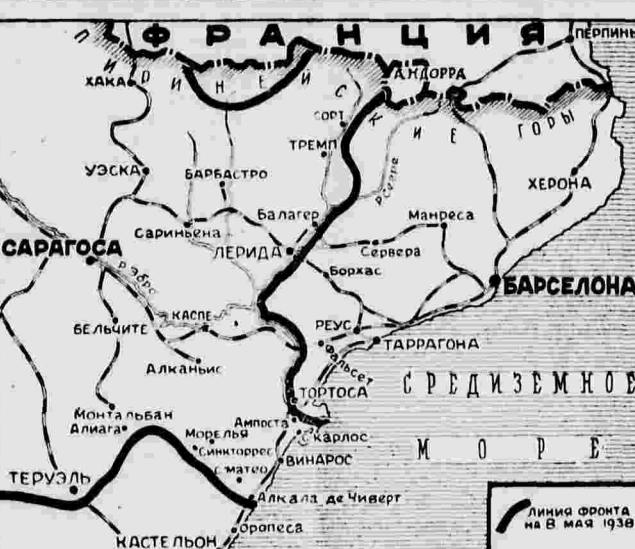 ФРАНЦИЯ
ПЕРПИНЬ
ПИРИНЕЙСКИЕ ГОРЫ
АНДОРРА
ХАКА
СОРТ
ТРЕМП
УЭСКА
БАРБАСТРО
Р. Сегре
ХЕРОНА
Балагер
Манреса
Сариньена
САРАГОСА
ЛЕРИДА
Сервера
р. Эбро
Борхас
БАРСЕЛОНА
КАСПЕ
БЕЛЬЧИТЕ
РЕУС
Фальсет
ТАРРАГОНА
Алканьис
СРЕДИЗЕМНОЕ
ТОРТОСА
Монтальбан
Алиага
Ампоста
Морелья
С. Карлос
МОРЕ
Синкторрес
С. Матео
ВИНАРОС
ТЕРУЭЛЬ
Алкала де Чиверт
Оропеса
КАСТЕЛЬОН
ЛИНИЯ ФРОНТА
НА 8 МАЯ 1938